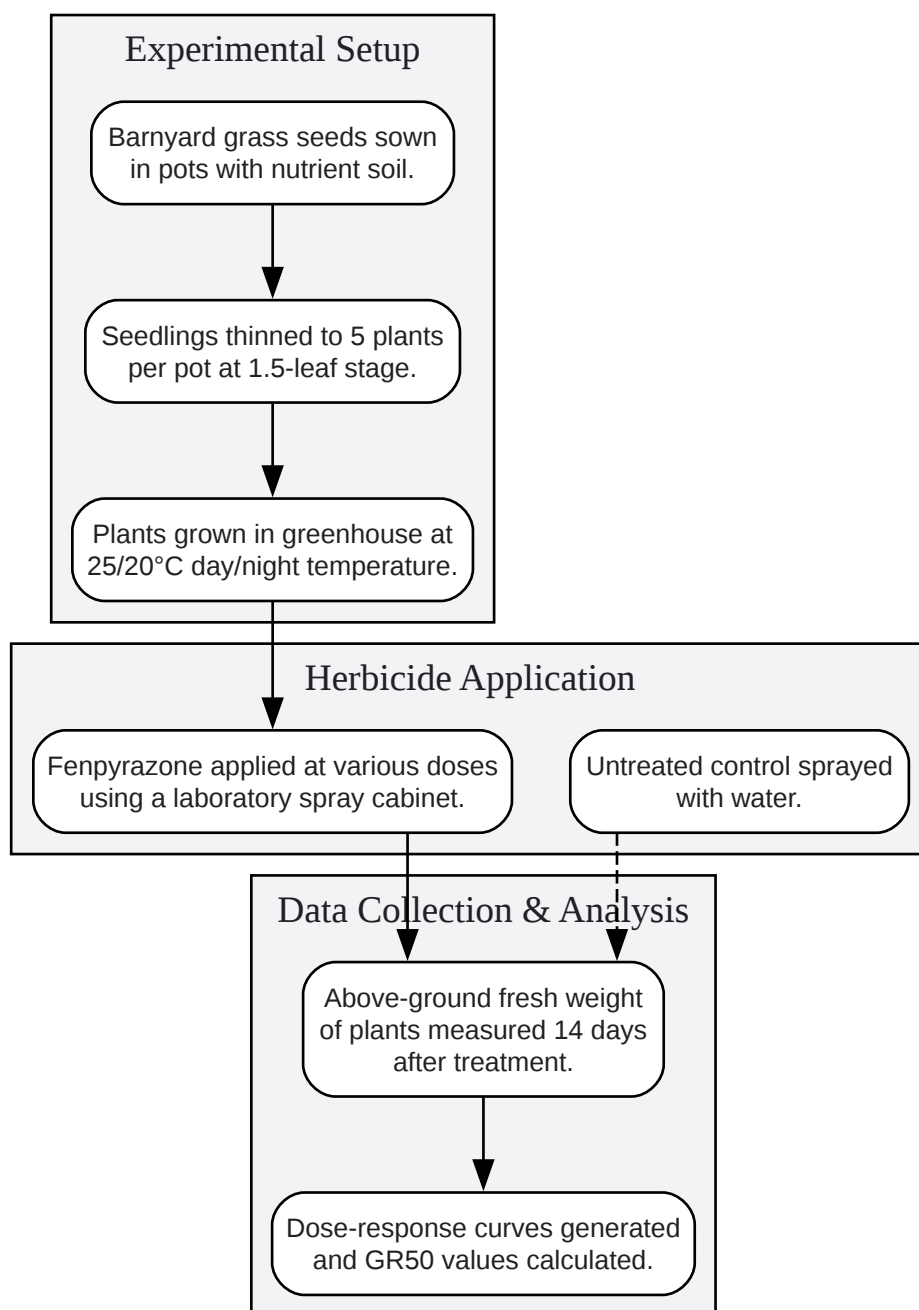 Experimental Setup
Barnyard grass seeds sown
in pots with nutrient soil.
Seedlings thinned to 5 plants
per pot at 1.5-leaf stage.
Plants grown in greenhouse at
25/20°C day/night temperature.
Herbicide Application
Fenpyrazone applied at various doses
using a laboratory spray cabinet.
Untreated control sprayed
with water.
Data Collection & Analysis
Above-ground fresh weight
of plants measured 14 days
after treatment.
Dose-response curves generated
and GR50 values calculated.